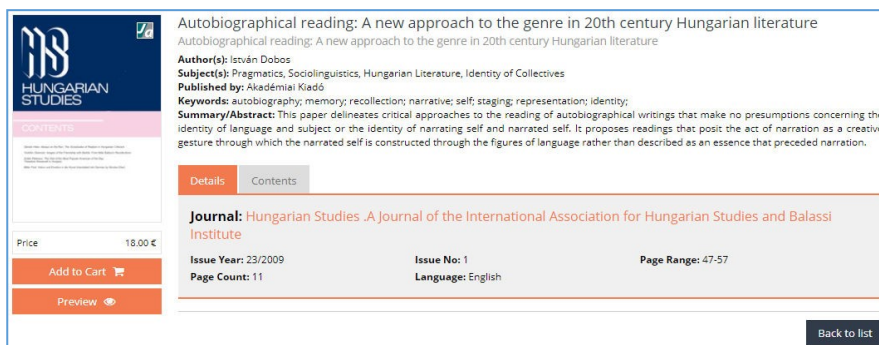 Autobiographical reading: A new approach to the genre in 20th century Hungarian literature
Autobiographical reading: A new approach to the genre in 20th century Hungarian literature
Author(s): István Dobos
Subject(s): Pragmatics, Sociolinguistics, Hungarian Literature, Identity of Collectives
Published by: Akadémiai Kiadó
Keywords: autobiography; memory; recollection; narrative; self; staging; representation; identity;
Summary/Abstract: This paper delineates critical approaches to the reading of autobiographical writings that make no presumptions concerning the
identity of language and subject or the identity of narrating self and narrated self. It proposes readings that posit the act of narration as a creative
gesture through which the narrated self is constructed through the figures of language rather than described as an essence that preceded narration.
HUNGARIAN
STUDIES
CONTENTS
Price 18.00 €
Add to Cart
Preview
Details Contents
Journal: Hungarian Studies .A Journal of the International Association for Hungarian Studies and Balassi
Institute
Issue Year: 23/2009 Issue No: 1 Page Range: 47-57
Page Count: 11 Language: English
Back to list